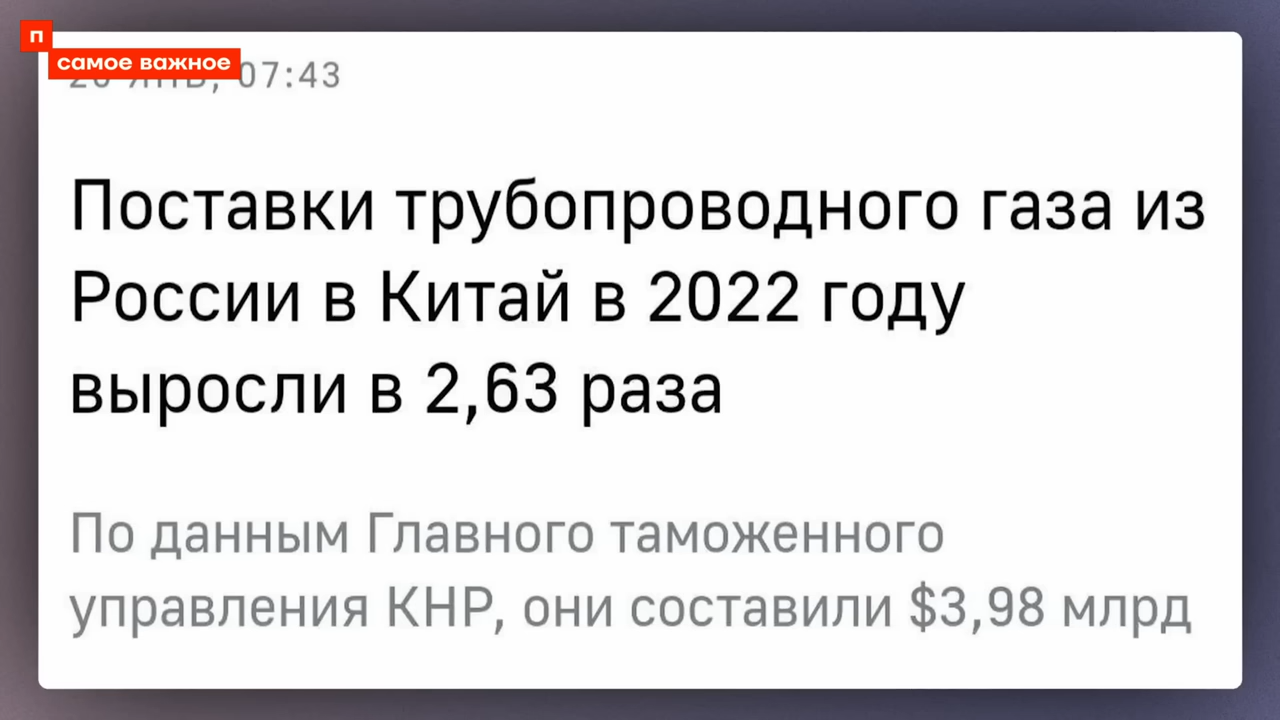 п
самое важное
07:43
Поставки трубопроводного газа из
России в Китай в 2022 году
выросли в 2,63 раза
По данным Главного таможенного
управления КНР, они составили $3,98 млрд